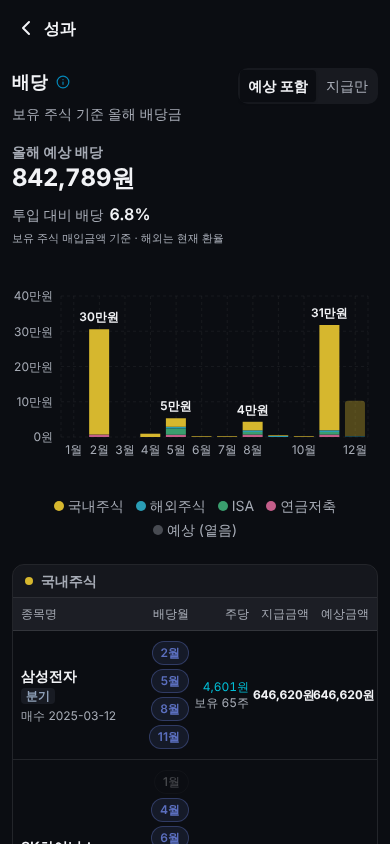 성과
배당
예상 포함 지급만
보유 주식 기준 올해 배당금
올해 예상 배당
842,789원
투입 대비 배당 6.8%
보유 주식 매입금액 기준 · 해외는 현재 환율
40만원
30만원
20만원
10만원
0원
30만원
5만원
4만원
31만원
1월 2월 3월 4월 5월 6월 7월 8월 10월 12월
국내주식 해외주식 ISA 연금저축
예상 (옅음)
국내주식
종목명 배당월 주당 지급금액 예상금액
삼성전자
분기
매수 2025-03-12
2월
5월
8월
11월
4,601원
보유 65주
646,620원
646,620원
1월
4월
6월